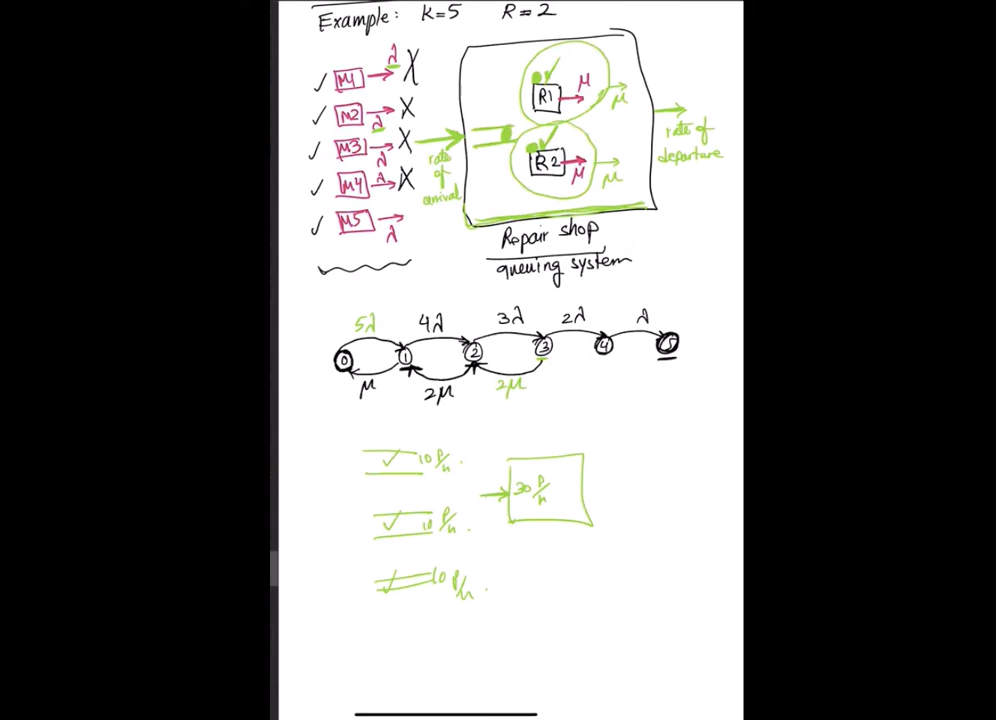 Example: K=5 R=2
M1 λ
M2
M3 λ λ
M4 λ
M5 λ
rate of arrival
R1 μ μ
R2 μ μ
rate of departure
Repair shop
queuing system
5λ 4λ 3λ 2λ λ
0 1 2 3 4 5
μ 2μ 2μ
10 P/h.
30 P/h
10 P/h.
10 P/h.